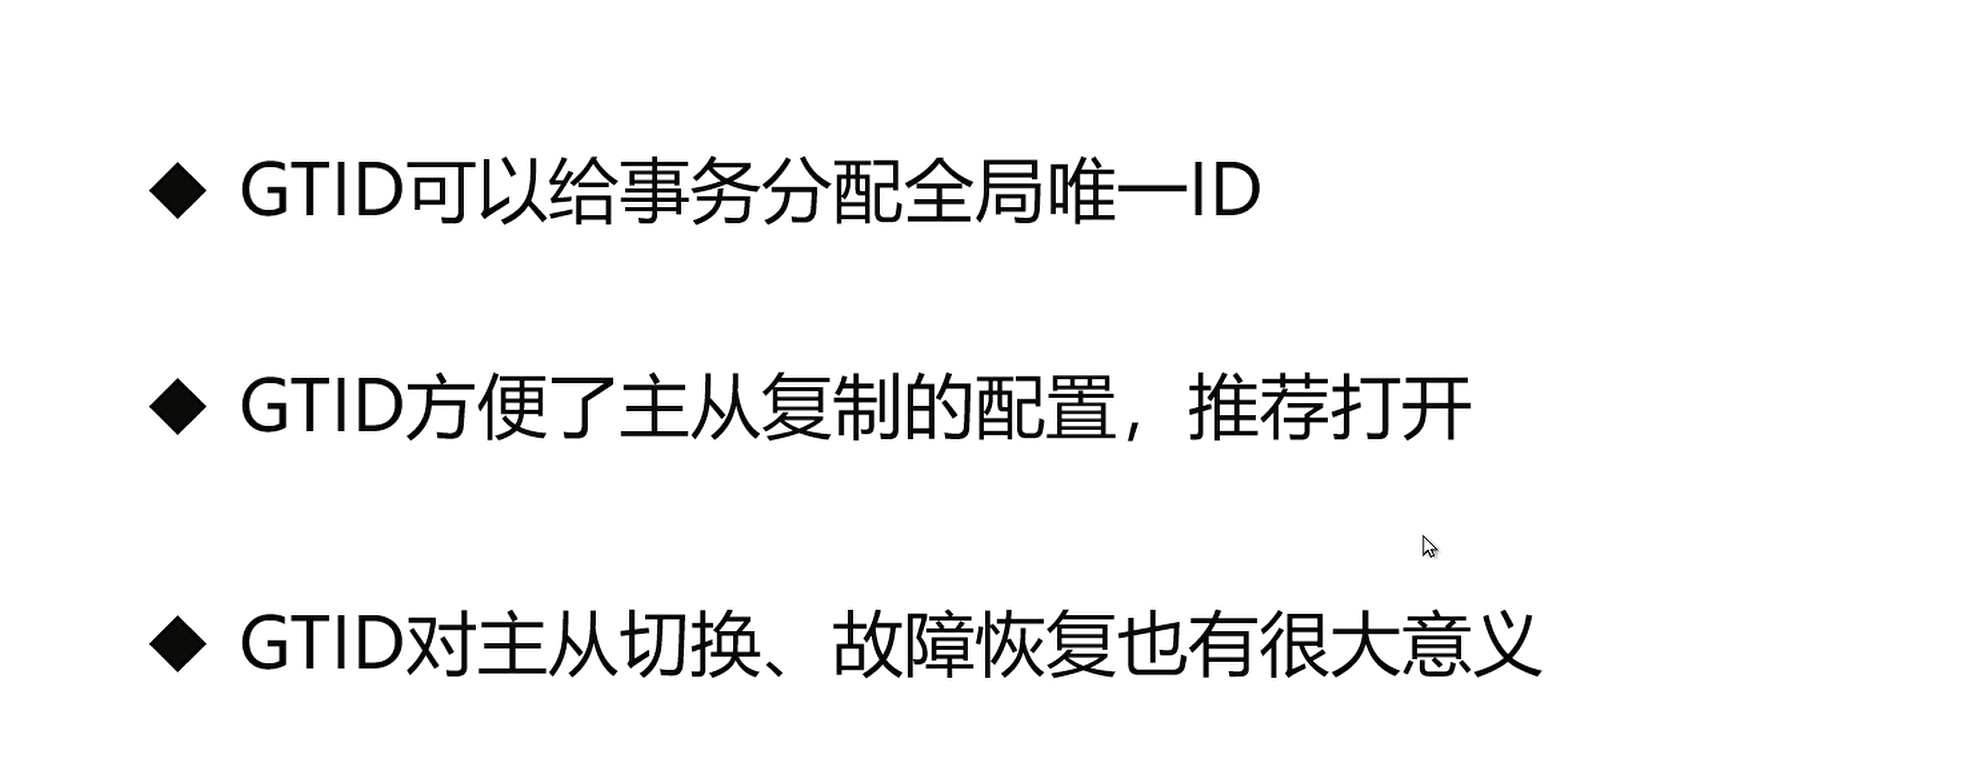 ◆ GTID可以给事务分配全局唯一ID
◆ GTID方便了主从复制的配置，推荐打开
◆ GTID对主从切换、故障恢复也有很大意义